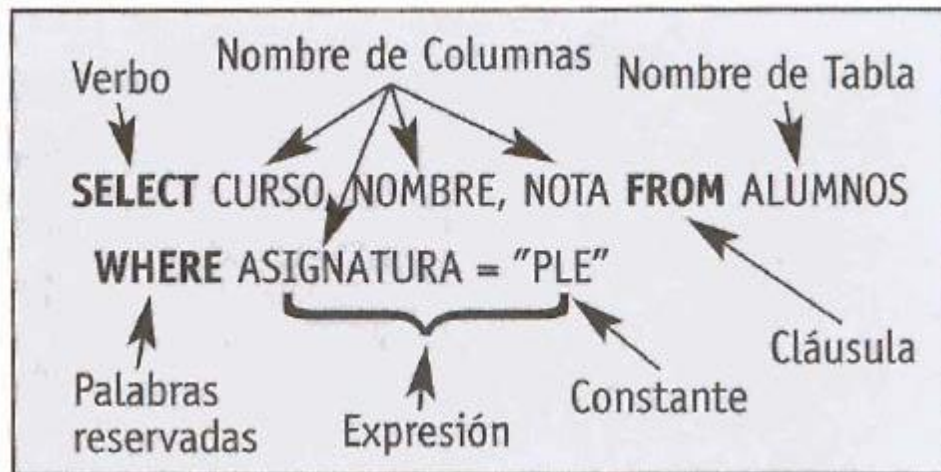 Nombre de Columnas
Verbo
Nombre de Tabla
SELECT CURSO, NOMBRE, NOTA FROM ALUMNOS
WHERE ASIGNATURA = "PLE"
Cláusula
Palabras
reservadas
Constante
Expresión